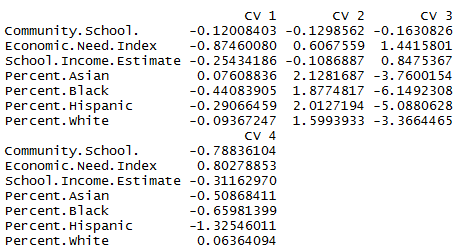 CV 1 CV 2 CV 3
Community.School. -0.12008403 -0.1298562 -0.1630826
Economic.Need.Index -0.87460080 0.6067559 1.4415801
School.Income.Estimate -0.25434186 -0.1086887 0.8475367
Percent.Asian 0.07608836 2.1281687 -3.7600154
Percent.Black -0.44083905 1.8774817 -6.1492308
Percent.Hispanic -0.29066459 2.0127194 -5.0880628
Percent.White -0.09367247 1.5993933 -3.3664465
CV 4
Community.School. -0.78836104
Economic.Need.Index 0.80278853
School.Income.Estimate -0.31162970
Percent.Asian -0.50868411
Percent.Black -0.65981399
Percent.Hispanic -1.32546011
Percent.White 0.06364094